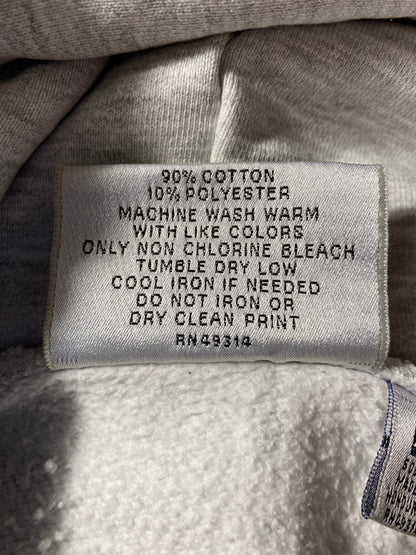 90% COTTON
10% POLYESTER
MACHINE WASH WARM
WITH LIKE COLORS
ONLY NON CHLORINE BLEACH
TUMBLE DRY LOW
COOL IRON IF NEEDED
DO NOT IRON OR
DRY CLEAN PRINT
RN49314